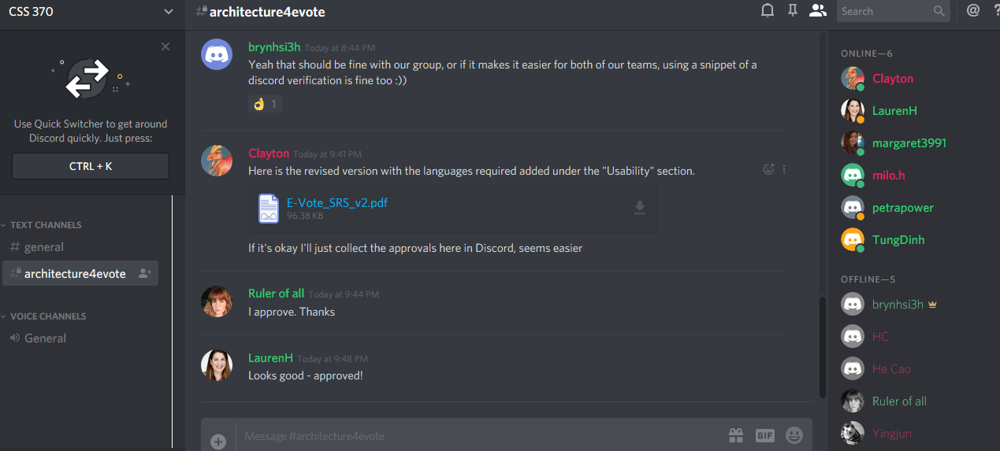 CSS 370
#architecture4evote
Search
@
?
Use Quick Switcher to get around
Discord quickly. Just press:
CTRL + K
TEXT CHANNELS
# general
# architecture4evote
VOICE CHANNELS
General
brynhsi3h Today at 8:44 PM
Yeah that should be fine with our group, or if it makes it easier for both of our teams, using a snippet of a
discord verification is fine too :))
👌 1
Clayton Today at 9:41 PM
Here is the revised version with the languages required added under the "Usability" section.
E-Vote_SRS_v2.pdf
96.38 KB
If it's okay I'll just collect the approvals here in Discord, seems easier
Ruler of all Today at 9:44 PM
I approve. Thanks
LaurenH Today at 9:48 PM
Looks good - approved!
Message #architecture4evote
GIF
ONLINE—6
Clayton
LaurenH
margaret3991
milo.h
petrapower
TungDinh
OFFLINE—5
brynhsi3h
HC
He Cao
Ruler of all
Yingjun